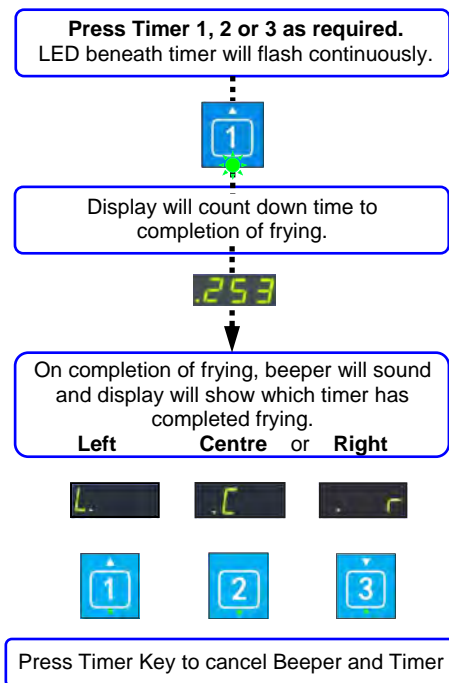 Press Timer 1, 2 or 3 as required.
LED beneath timer will flash continuously.
1
Display will count down time to
completion of frying.
.253
On completion of frying, beeper will sound
and display will show which timer has
completed frying.
Left Centre or Right
L. .C . r
1 2 3
Press Timer Key to cancel Beeper and Timer